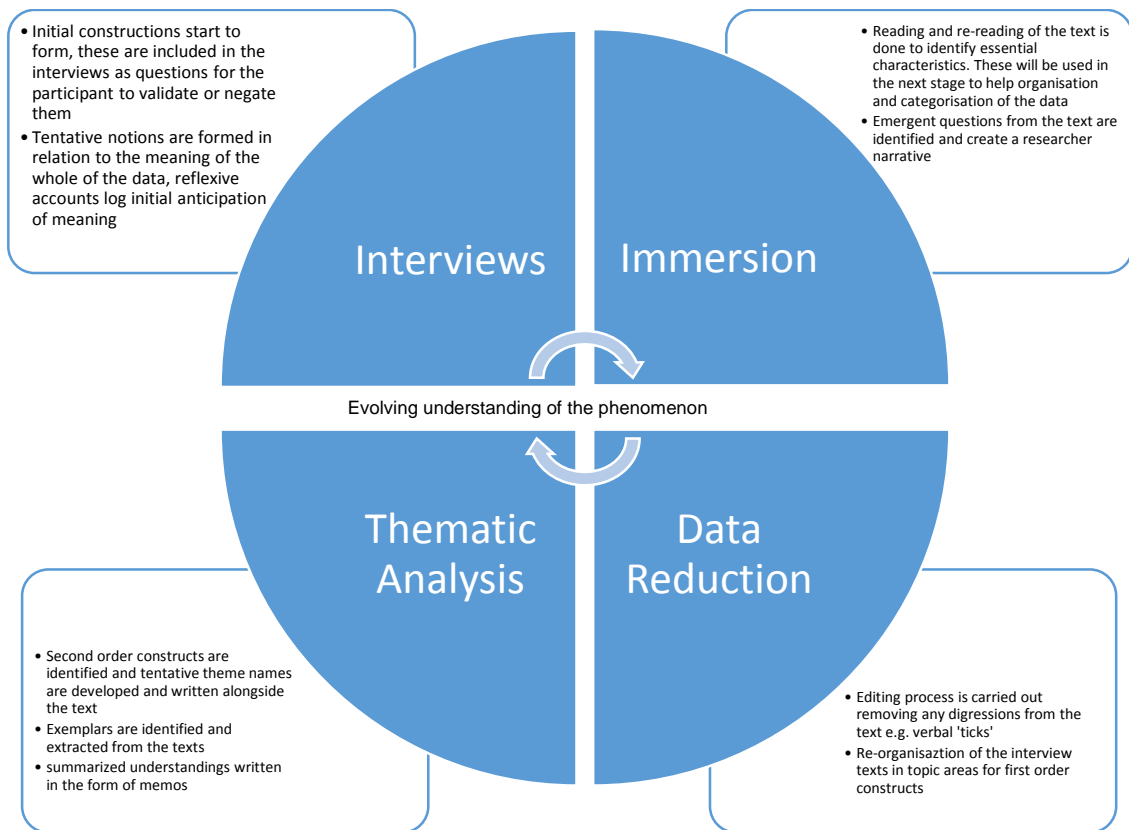 • Initial constructions start to
form, these are included in the
interviews as questions for the
participant to validate or negate
them
• Tentative notions are formed in
relation to the meaning of the
whole of the data, reflexive
accounts log initial anticipation
of meaning
• Reading and re-reading of the text is
done to identify essential
characteristics. These will be used in
the next stage to help organisation
and categorisation of the data
• Emergent questions from the text are
identified and create a researcher
narrative
Interviews
Immersion
Evolving understanding of the phenomenon
Thematic
Analysis
Data
Reduction
• Second order constructs are
identified and tentative theme names
are developed and written alongside
the text
• Exemplars are identified and
extracted from the texts
• summarized understandings written
in the form of memos
• Editing process is carried out
removing any digressions from the
text e.g. verbal 'ticks'
• Re-organisaztion of the interview
texts in topic areas for first order
constructs